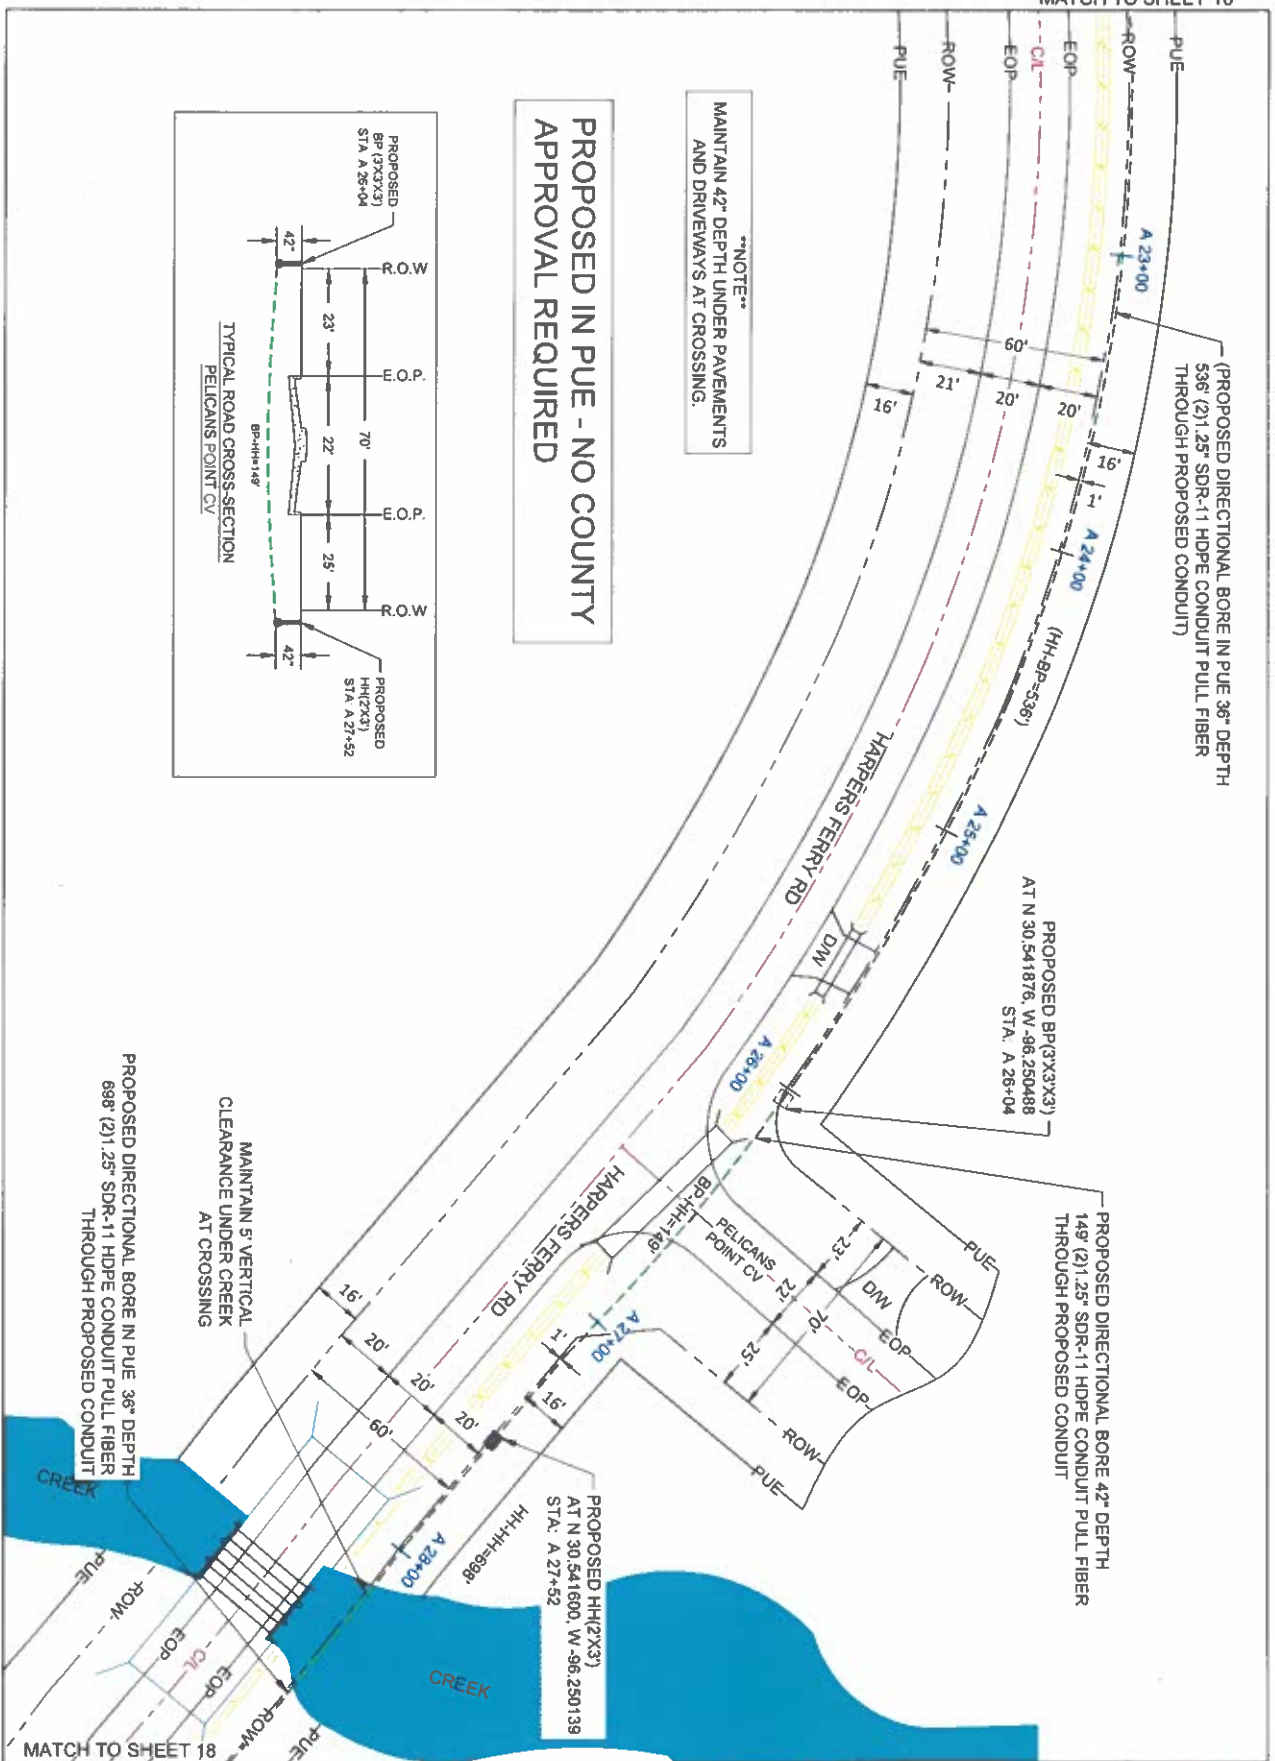 MATCH TO SHEET 16
PUE
ROW
EOP
C/L
EOP
ROW
PUE
A 23+00
(PROPOSED DIRECTIONAL BORE IN PUE 36" DEPTH
536' (2)1.25" SDR-11 HDPE CONDUIT PULL FIBER
THROUGH PROPOSED CONDUIT)
**NOTE**
MAINTAIN 42" DEPTH UNDER PAVEMENTS
AND DRIVEWAYS AT CROSSING.
PROPOSED IN PUE - NO COUNTY
APPROVAL REQUIRED
60'
21'
20'
20'
16'
16'
1'
A 24+00
(HH-BP=536')
A 25+00
HARPERS FERRY RD
D/W
PROPOSED BP(3'X3'X3')
AT N 30.541876, W -96.250488
STA: A 26+04
A 26+00
PROPOSED DIRECTIONAL BORE 42" DEPTH
149' (2)1.25" SDR-11 HDPE CONDUIT PULL FIBER
THROUGH PROPOSED CONDUIT
PROPOSED
BP (3'X3'X3')
STA A 26+04
42"
R.O.W
23'
E.O.P.
70'
22'
E.O.P.
25'
R.O.W
42"
PROPOSED
HH(2'X3')
STA A 27+52
BP-HH=149'
TYPICAL ROAD CROSS-SECTION
PELICANS POINT CV
BP-HH=149'
PELICANS
POINT CV
23'
22'
70'
25'
D/W
PUE
ROW
EOP
C/L
EOP
ROW
PUE
HARPERS FERRY RD
A 27+00
1'
16'
16'
20'
20'
20'
60'
PROPOSED HH(2'X3')
AT N 30.541600, W -96.250139
STA: A 27+52
HH-HH=698'
A 28+00
MAINTAIN 5' VERTICAL
CLEARANCE UNDER CREEK
AT CROSSING
PROPOSED DIRECTIONAL BORE IN PUE 36" DEPTH
698' (2)1.25" SDR-11 HDPE CONDUIT PULL FIBER
THROUGH PROPOSED CONDUIT
CREEK
CREEK
PUE
ROW
EOP
C/L
EOP
ROW
PUE
MATCH TO SHEET 18